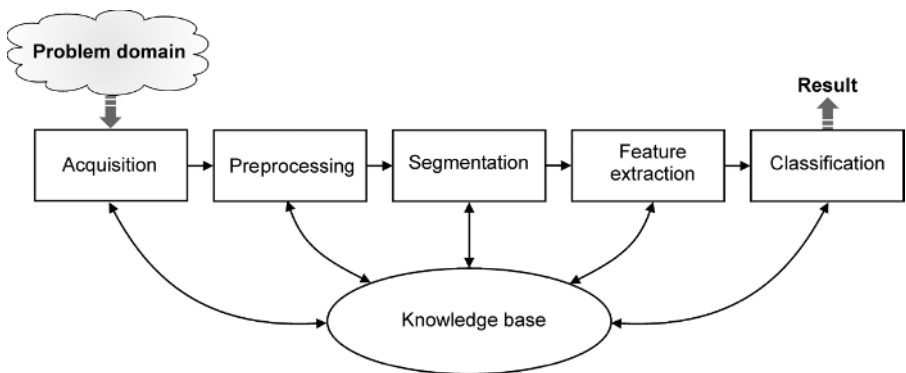 Problem domain
Result
Acquisition
Preprocessing
Segmentation
Feature
extraction
Classification
Knowledge base